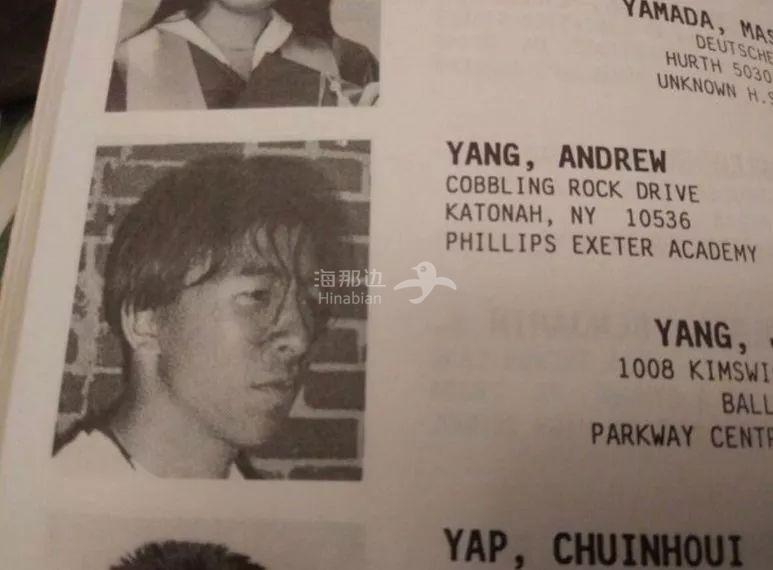 YAMADA, MAS
DEUTSCHE
HURTH 5030
UNKNOWN H.S
YANG, ANDREW
COBBLING ROCK DRIVE
KATONAH, NY 10536
PHILLIPS EXETER ACADEMY
海那边
Hinabian
YANG,
1008 KIMSWI
BALL
PARKWAY CENTR
YAP, CHUINHOUI